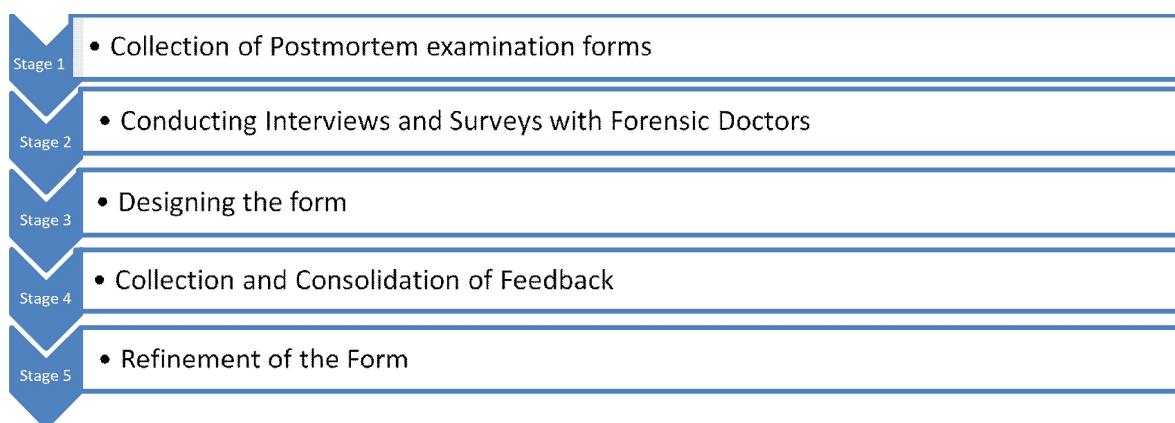 Stage 1
• Collection of Postmortem examination forms
Stage 2
• Conducting Interviews and Surveys with Forensic Doctors
Stage 3
• Designing the form
Stage 4
• Collection and Consolidation of Feedback
Stage 5
• Refinement of the Form